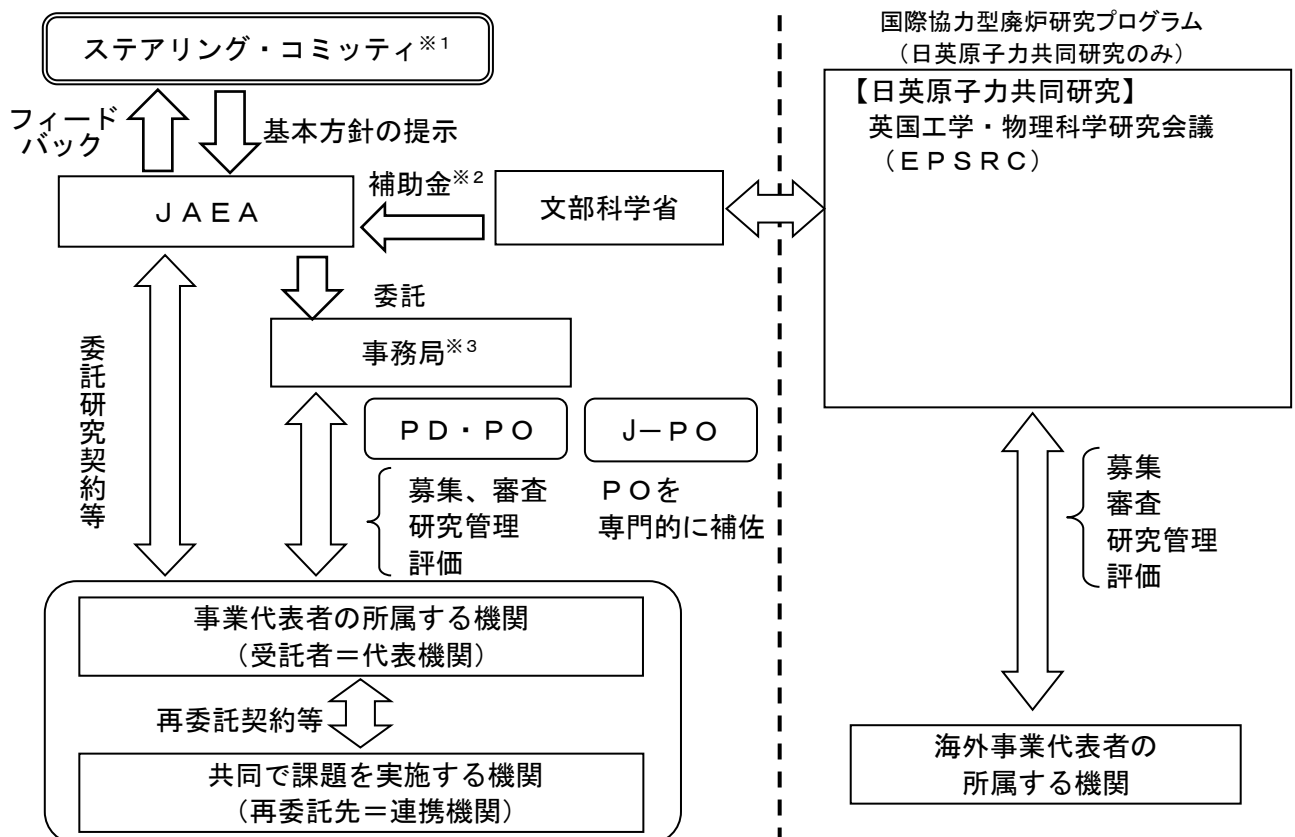 ステアリング・コミッティ※1
フィード
バック
基本方針の提示
JAEA
補助金※2
文部科学省
委託
事務局※3
委託研究契約等
PD・PO
J－PO
募集、審査
研究管理
評価
POを
専門的に補佐
事業代表者の所属する機関
（受託者＝代表機関）
再委託契約等
共同で課題を実施する機関
（再委託先＝連携機関）
国際協力型廃炉研究プログラム
（日英原子力共同研究のみ）
【日英原子力共同研究】
英国工学・物理科学研究会議
（EPSRC）
募集
審査
研究管理
評価
海外事業代表者の
所属する機関